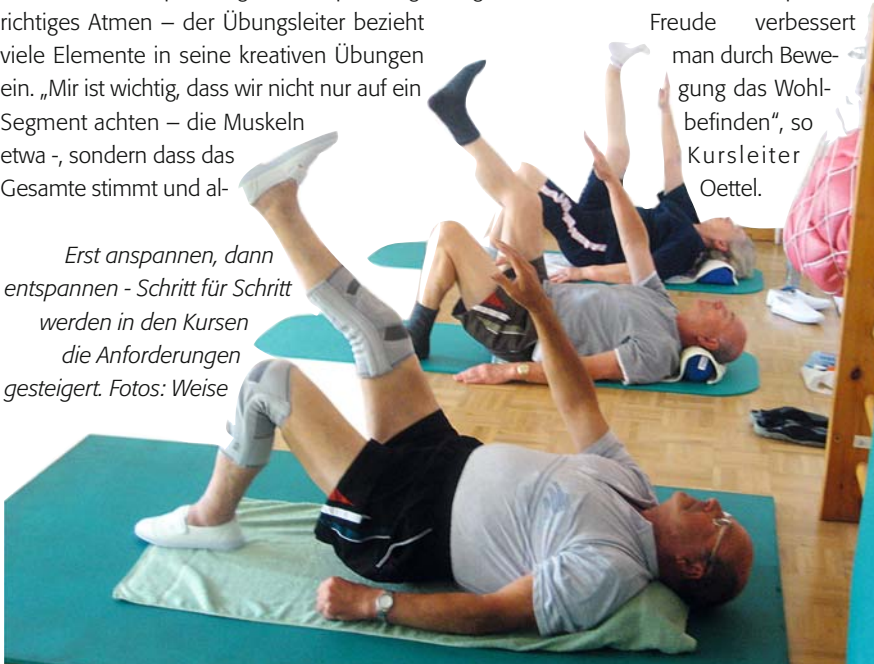 richtiges Atmen – der Übungsleiter bezieht
viele Elemente in seine kreativen Übungen
ein. „Mir ist wichtig, dass wir nicht nur auf ein
Segment achten – die Muskeln
etwa -, sondern dass das
Gesamte stimmt und al-
Erst anspannen, dann
entspannen - Schritt für Schritt
werden in den Kursen
die Anforderungen
gesteigert. Fotos: Weise
Freude verbessert
man durch Bewe-
gung das Wohl-
befinden“, so
Kursleiter
Oettel.